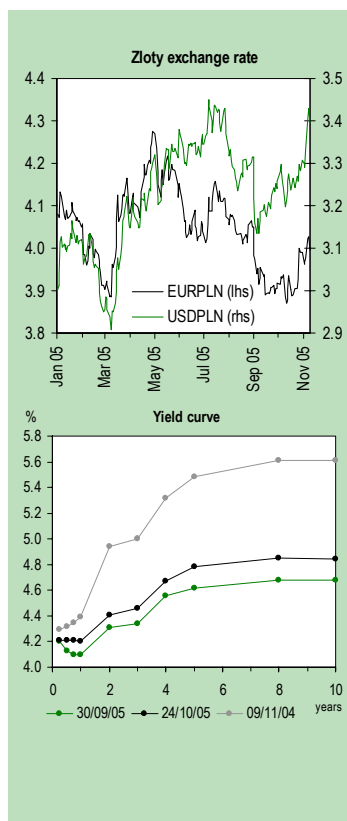 Zloty exchange rate
4.4 3.5
4.3 3.4
4.2 3.3
4.1 3.2
4.0 3.1
3.9 3
3.8 2.9
EURPLN (lhs)
USDPLN (rhs)
Jan 05 Mar 05 May 05 Jul 05 Sep 05 Nov 05
% Yield curve
5.8
5.6
5.4
5.2
5.0
4.8
4.6
4.4
4.2
4.0
0 2 4 6 8 10
years
30/09/05 24/10/05 09/11/04